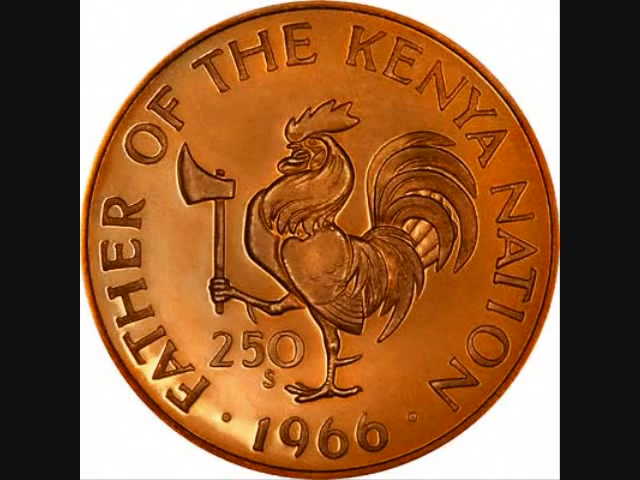 FATHER OF THE KENYA NATION
250
S
· 1966 ·